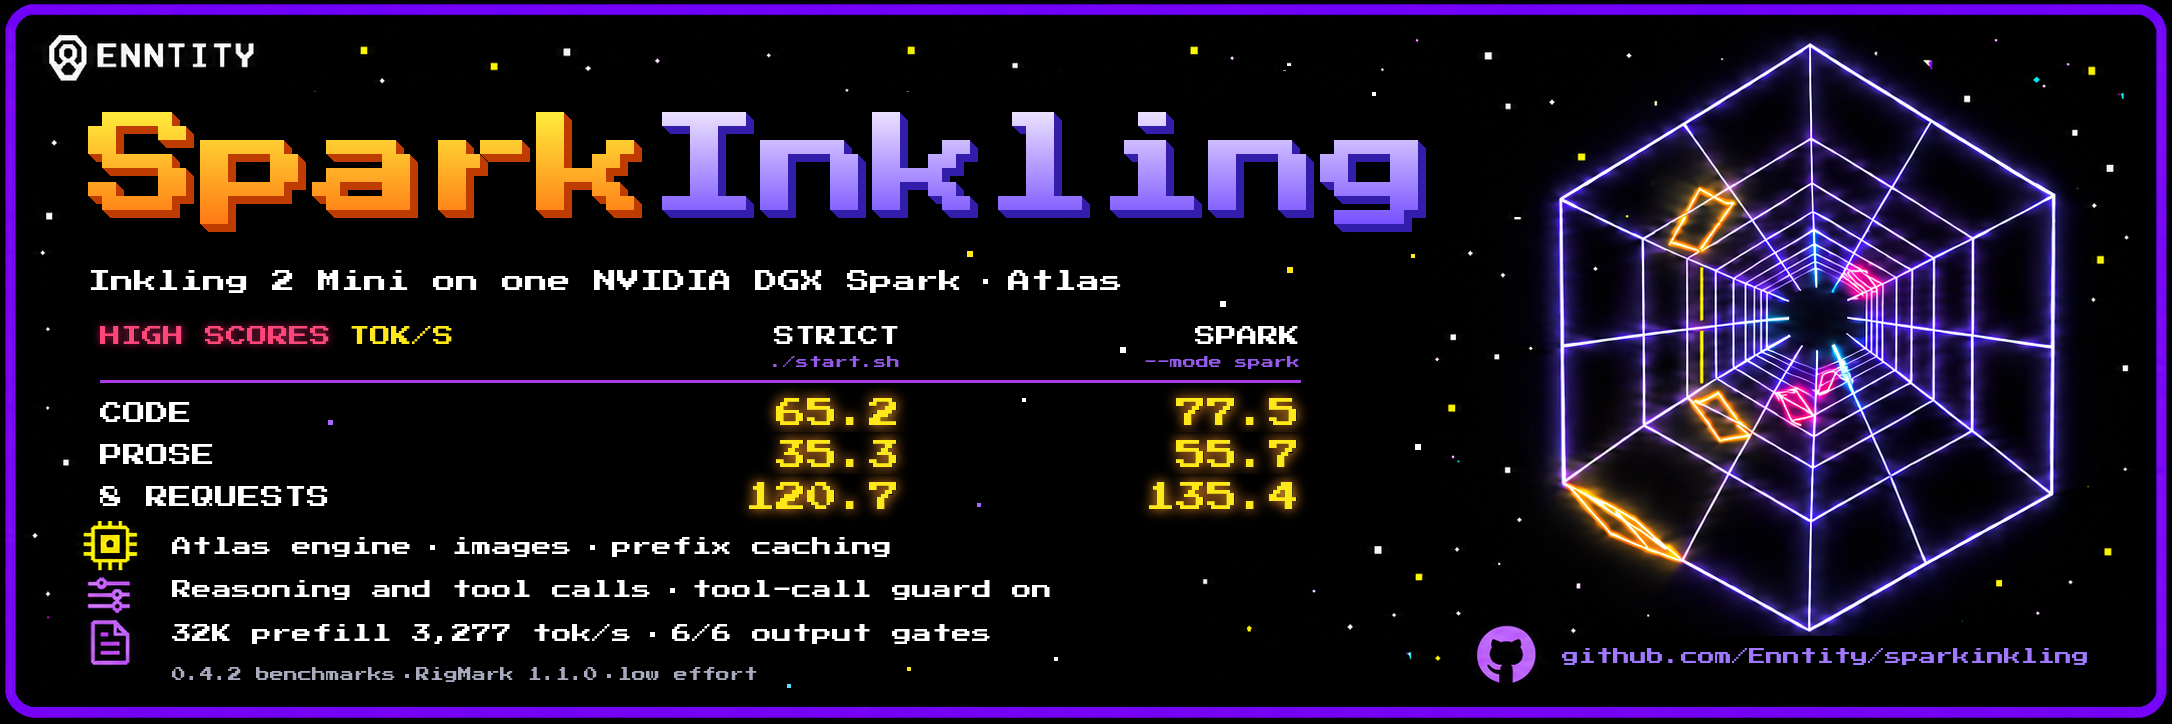 ENNTITY
SparkInkling
Inkling 2 Mini on one NVIDIA DGX Spark · Atlas
HIGH SCORES TOK/S STRICT SPARK
./start.sh --mode spark
CODE 65.2 77.5
PROSE 35.3 55.7
8 REQUESTS 120.7 135.4
Atlas engine · images · prefix caching
Reasoning and tool calls · tool-call guard on
32K prefill 3,277 tok/s · 6/6 output gates
0.4.2 benchmarks · RigMark 1.1.0 · low effort
github.com/Enntity/sparkinkling